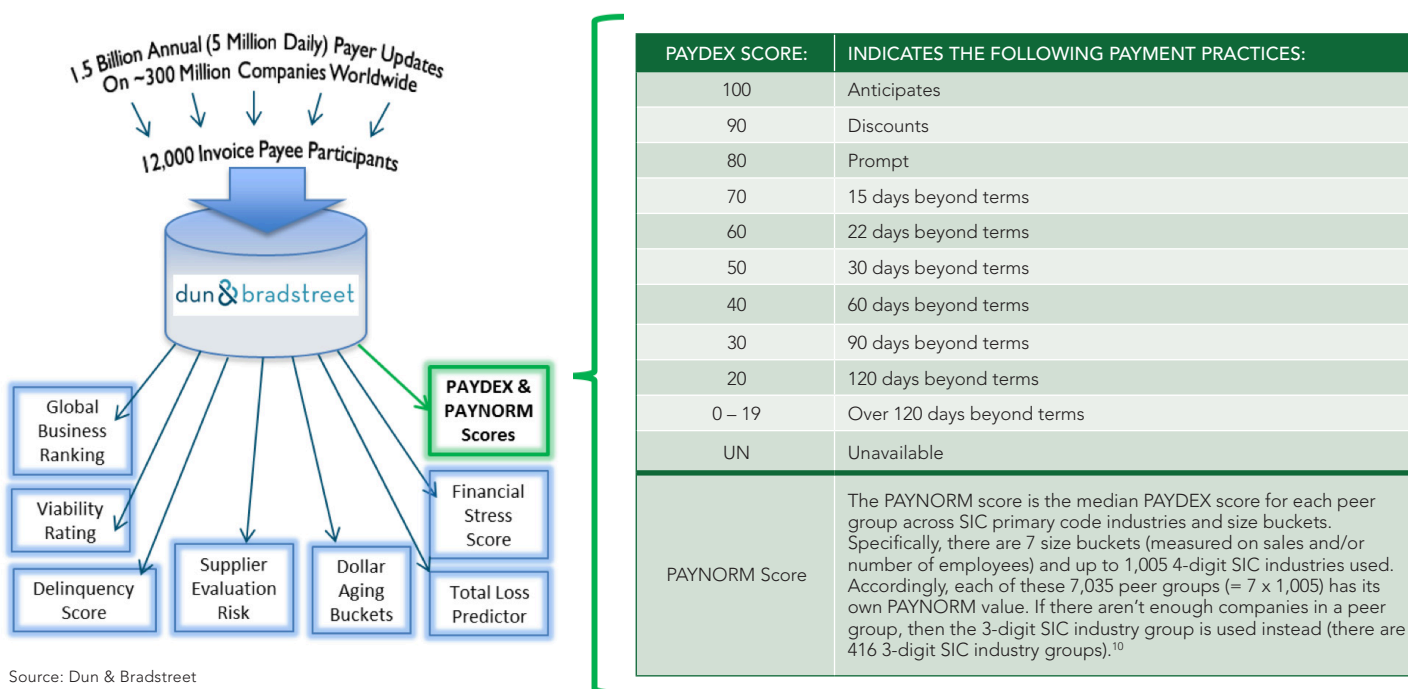 1.5 Billion Annual (5 Million Daily) Payer Updates
On ~300 Million Companies Worldwide
12,000 Invoice Payee Participants
dun & bradstreet
Global
Business
Ranking
Viability
Rating
Delinquency
Score
Supplier
Evaluation
Risk
Dollar
Aging
Buckets
Total Loss
Predictor
Financial
Stress
Score
PAYDEX &
PAYNORM
Scores
Source: Dun & Bradstreet
PAYDEX SCORE: INDICATES THE FOLLOWING PAYMENT PRACTICES:
100 Anticipates
90 Discounts
80 Prompt
70 15 days beyond terms
60 22 days beyond terms
50 30 days beyond terms
40 60 days beyond terms
30 90 days beyond terms
20 120 days beyond terms
0 – 19 Over 120 days beyond terms
UN Unavailable
PAYNORM Score
The PAYNORM score is the median PAYDEX score for each peer
group across SIC primary code industries and size buckets.
Specifically, there are 7 size buckets (measured on sales and/or
number of employees) and up to 1,005 4-digit SIC industries used.
Accordingly, each of these 7,035 peer groups (= 7 x 1,005) has its
own PAYNORM value. If there aren’t enough companies in a peer
group, then the 3-digit SIC industry group is used instead (there are
416 3-digit SIC industry groups).¹⁰